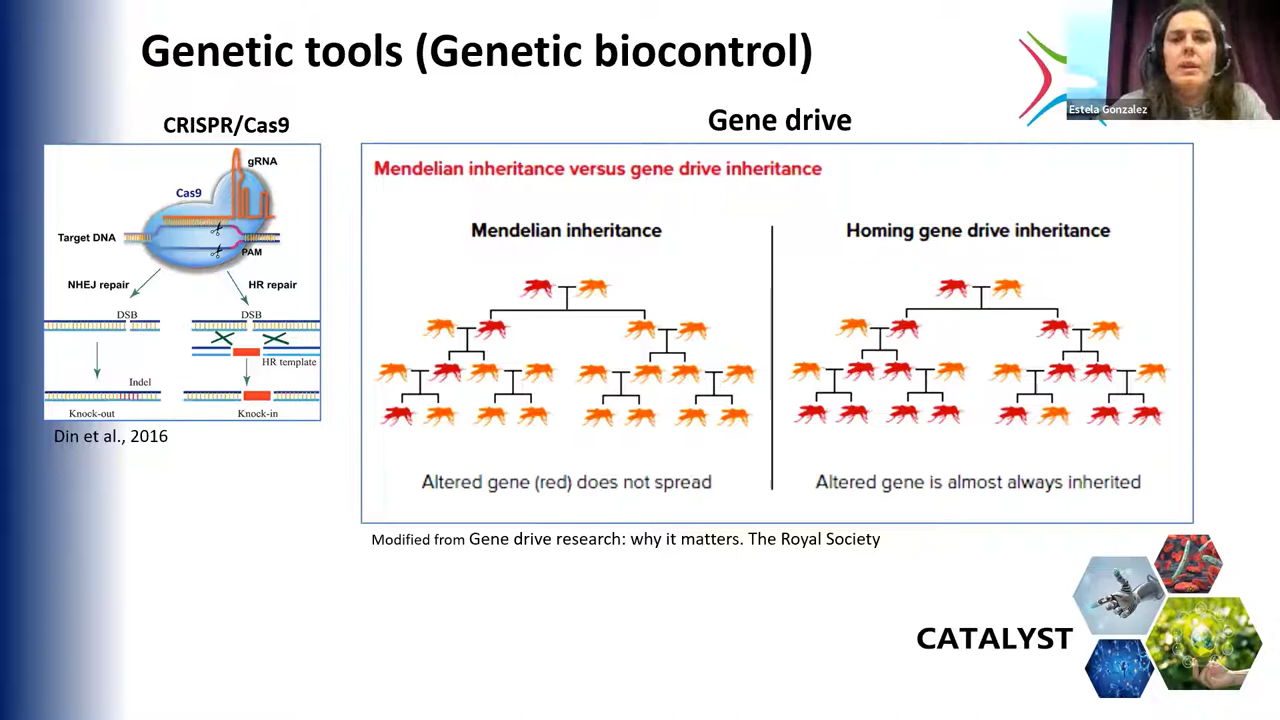 Genetic tools (Genetic biocontrol)
Estela Gonzalez
CRISPR/Cas9
gRNA
Cas9
Target DNA
PAM
NHEJ repair
HR repair
DSB
DSB
HR template
Indel
Knock-out
Knock-in
Din et al., 2016
Gene drive
Mendelian inheritance versus gene drive inheritance
Mendelian inheritance
Homing gene drive inheritance
Altered gene (red) does not spread
Altered gene is almost always inherited
Modified from Gene drive research: why it matters. The Royal Society
CATALYST